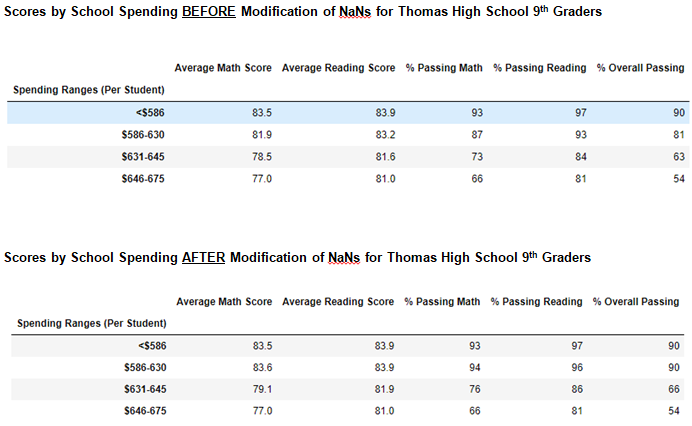 Scores by School Spending BEFORE Modification of NaNs for Thomas High School 9th Graders
Average Math Score Average Reading Score % Passing Math % Passing Reading % Overall Passing
Spending Ranges (Per Student)
<$586 83.5 83.9 93 97 90
$586-630 81.9 83.2 87 93 81
$631-645 78.5 81.6 73 84 63
$646-675 77.0 81.0 66 81 54
Scores by School Spending AFTER Modification of NaNs for Thomas High School 9th Graders
Average Math Score Average Reading Score % Passing Math % Passing Reading % Overall Passing
Spending Ranges (Per Student)
<$586 83.5 83.9 93 97 90
$586-630 83.6 83.9 94 96 90
$631-645 79.1 81.9 76 86 66
$646-675 77.0 81.0 66 81 54